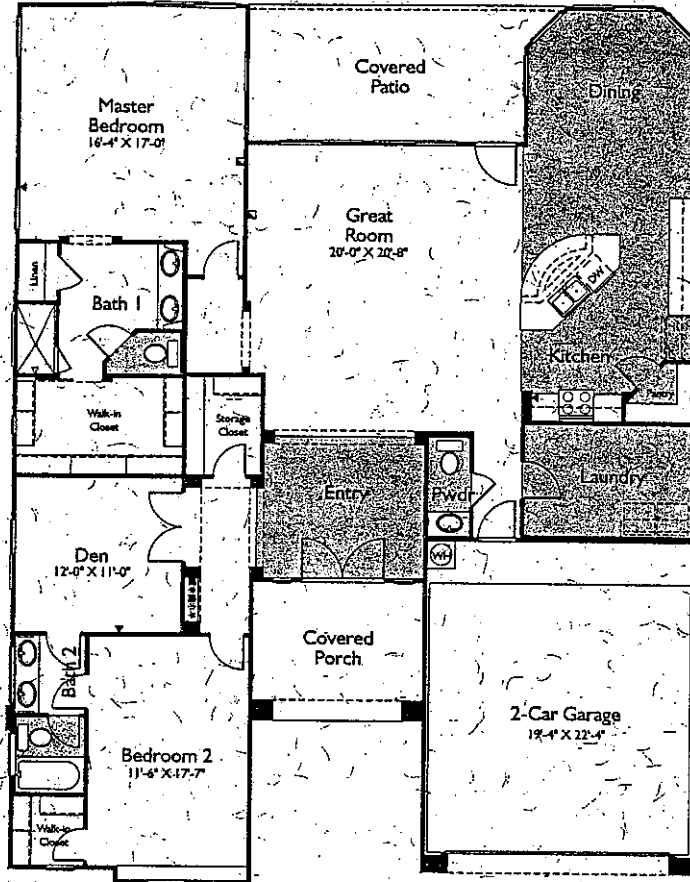 Covered
Patio
Dining
Master
Bedroom
16'-4" X 17'-0"
Great
Room
20'-0" X 20'-8"
Linen
Bath 1
DW
Kitchen
Pantry
Walk-in
Closet
Storage
Closet
Entry
Pwdr
Laundry
WH
Den
12'-0" X 11'-0"
Covered
Porch
Bath 2
2-Car Garage
19'-4" X 22'-4"
Bedroom 2
11'-6" X 17'-7"
Walk-in
Closet